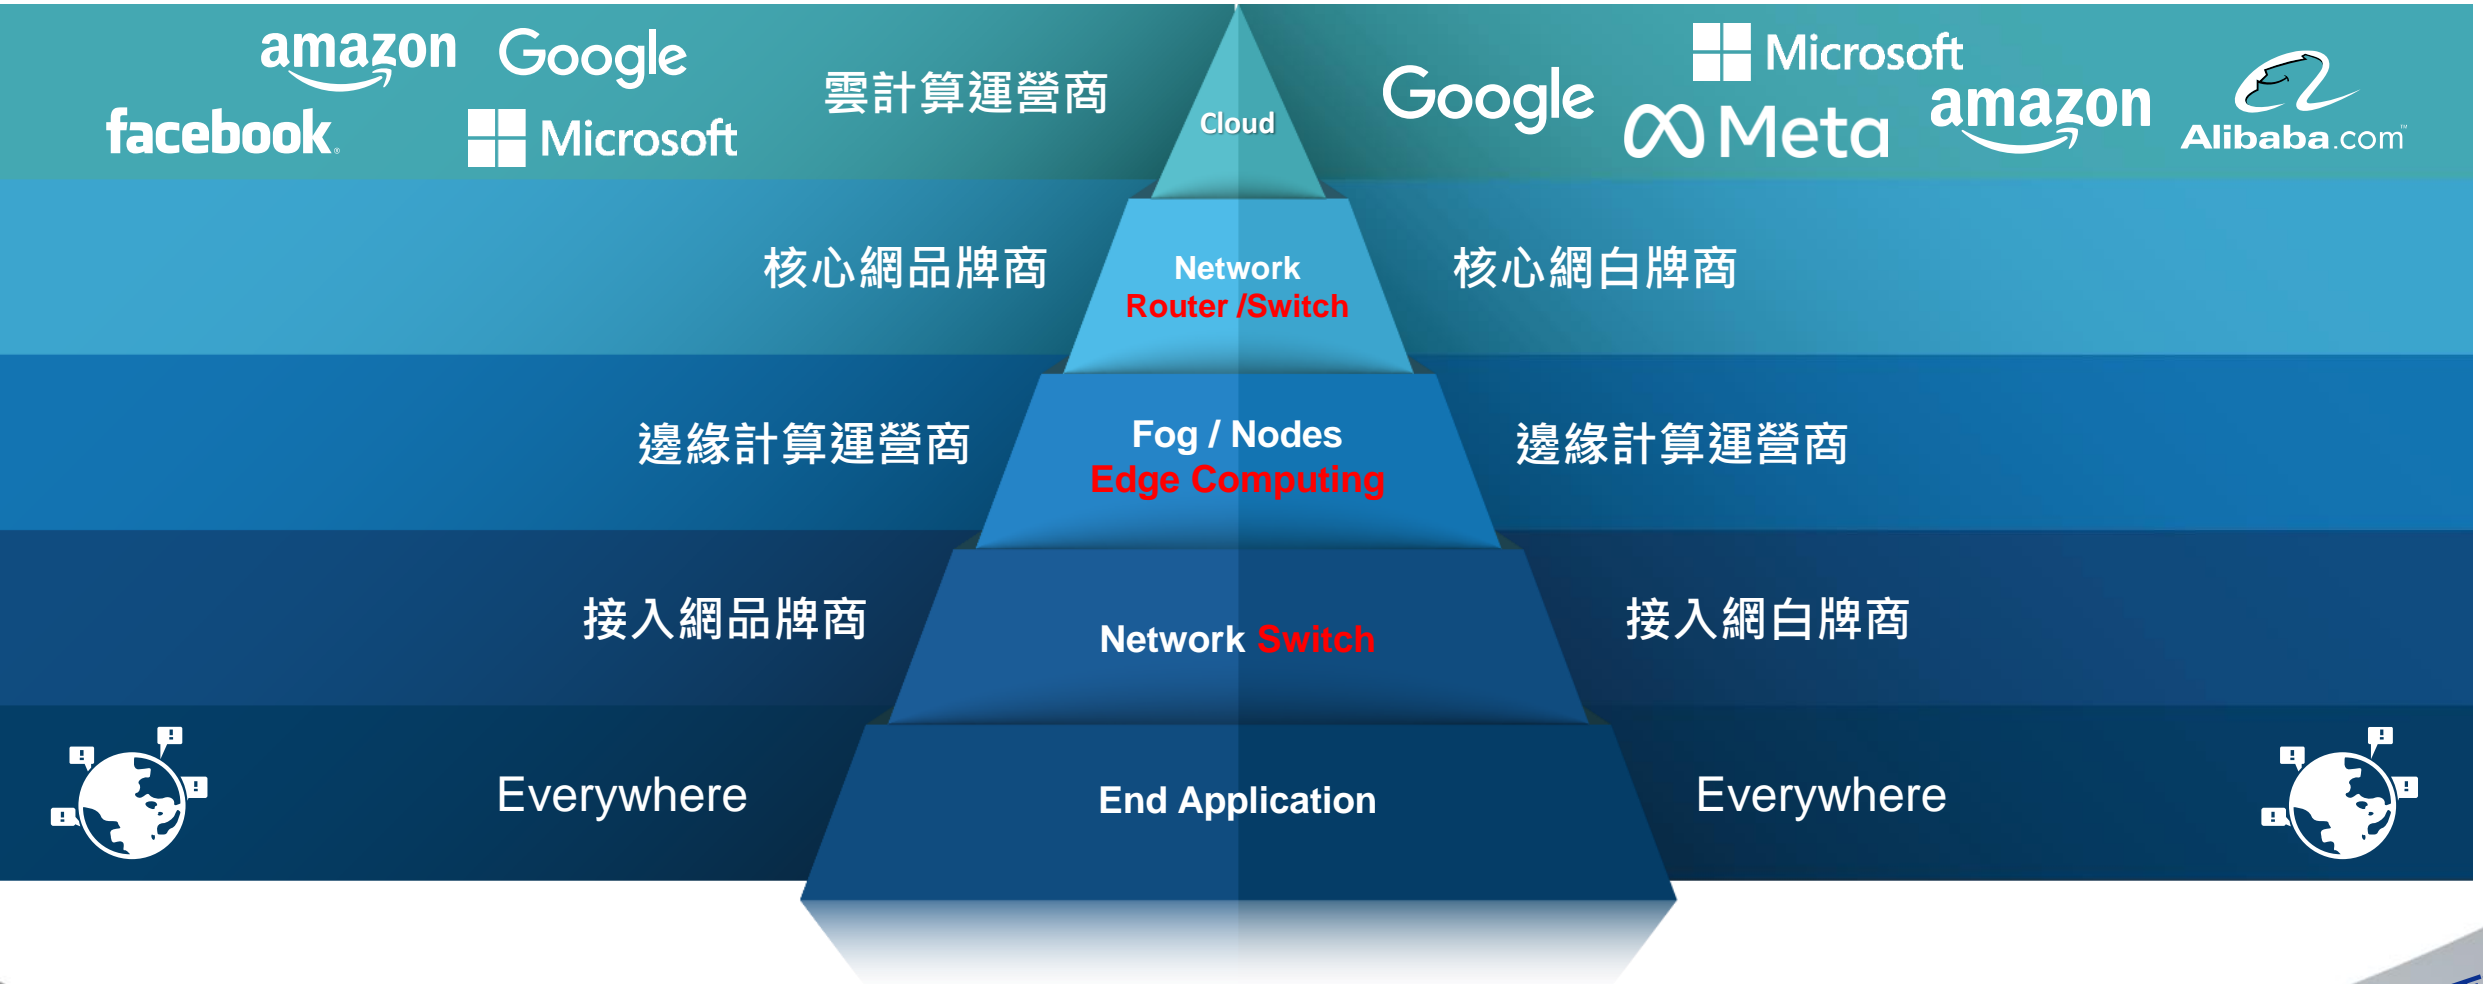 amazon Google
facebook
Microsoft
雲計算運營商
Cloud
Google
Microsoft
Meta
amazon
Alibaba.com™
核心網品牌商
Network
Router /Switch
核心網白牌商
邊緣計算運營商
Fog / Nodes
Edge Computing
邊緣計算運營商
接入網品牌商
Network Switch
接入網白牌商
Everywhere
End Application
Everywhere